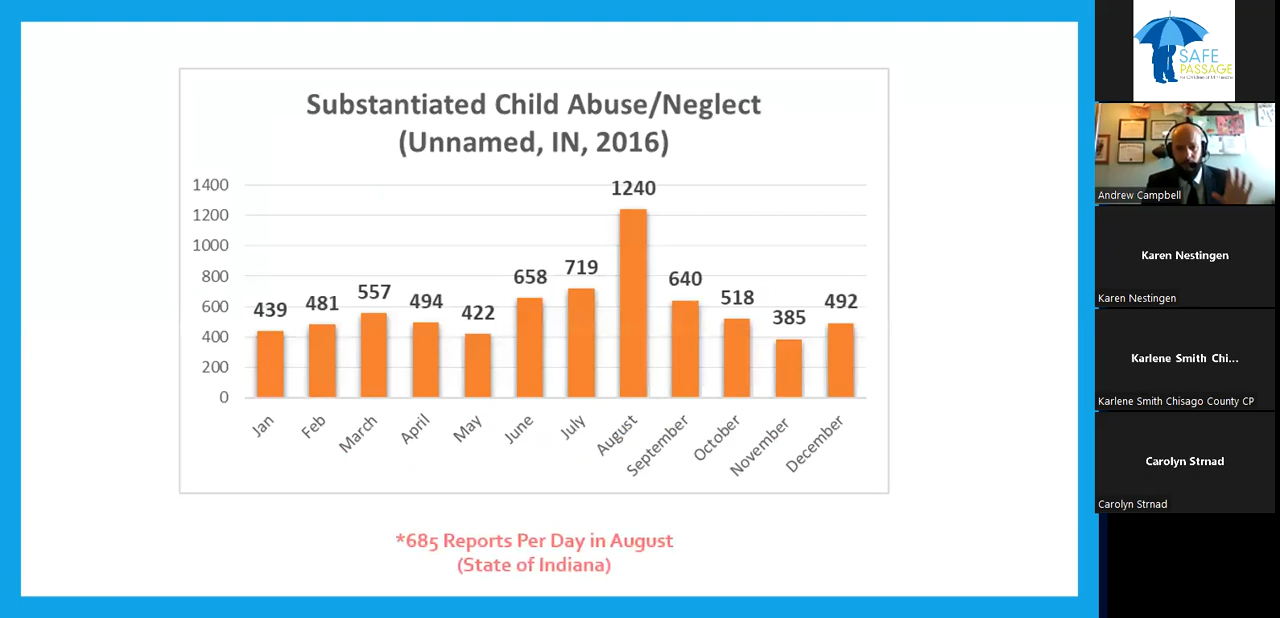 Substantiated Child Abuse/Neglect
(Unnamed, IN, 2016)
1400
1200
1000
800
600
400
200
0
439
481
557
494
422
658
719
1240
640
518
385
492
Jan
Feb
March
April
May
June
July
August
September
October
November
December
*685 Reports Per Day in August
(State of Indiana)
SAFE
PASSAGE
Andrew Campbell
Karen Nestingen
Karen Nestingen
Karlene Smith Chi...
Karlene Smith Chisago County CP
Carolyn Strnad
Carolyn Strnad